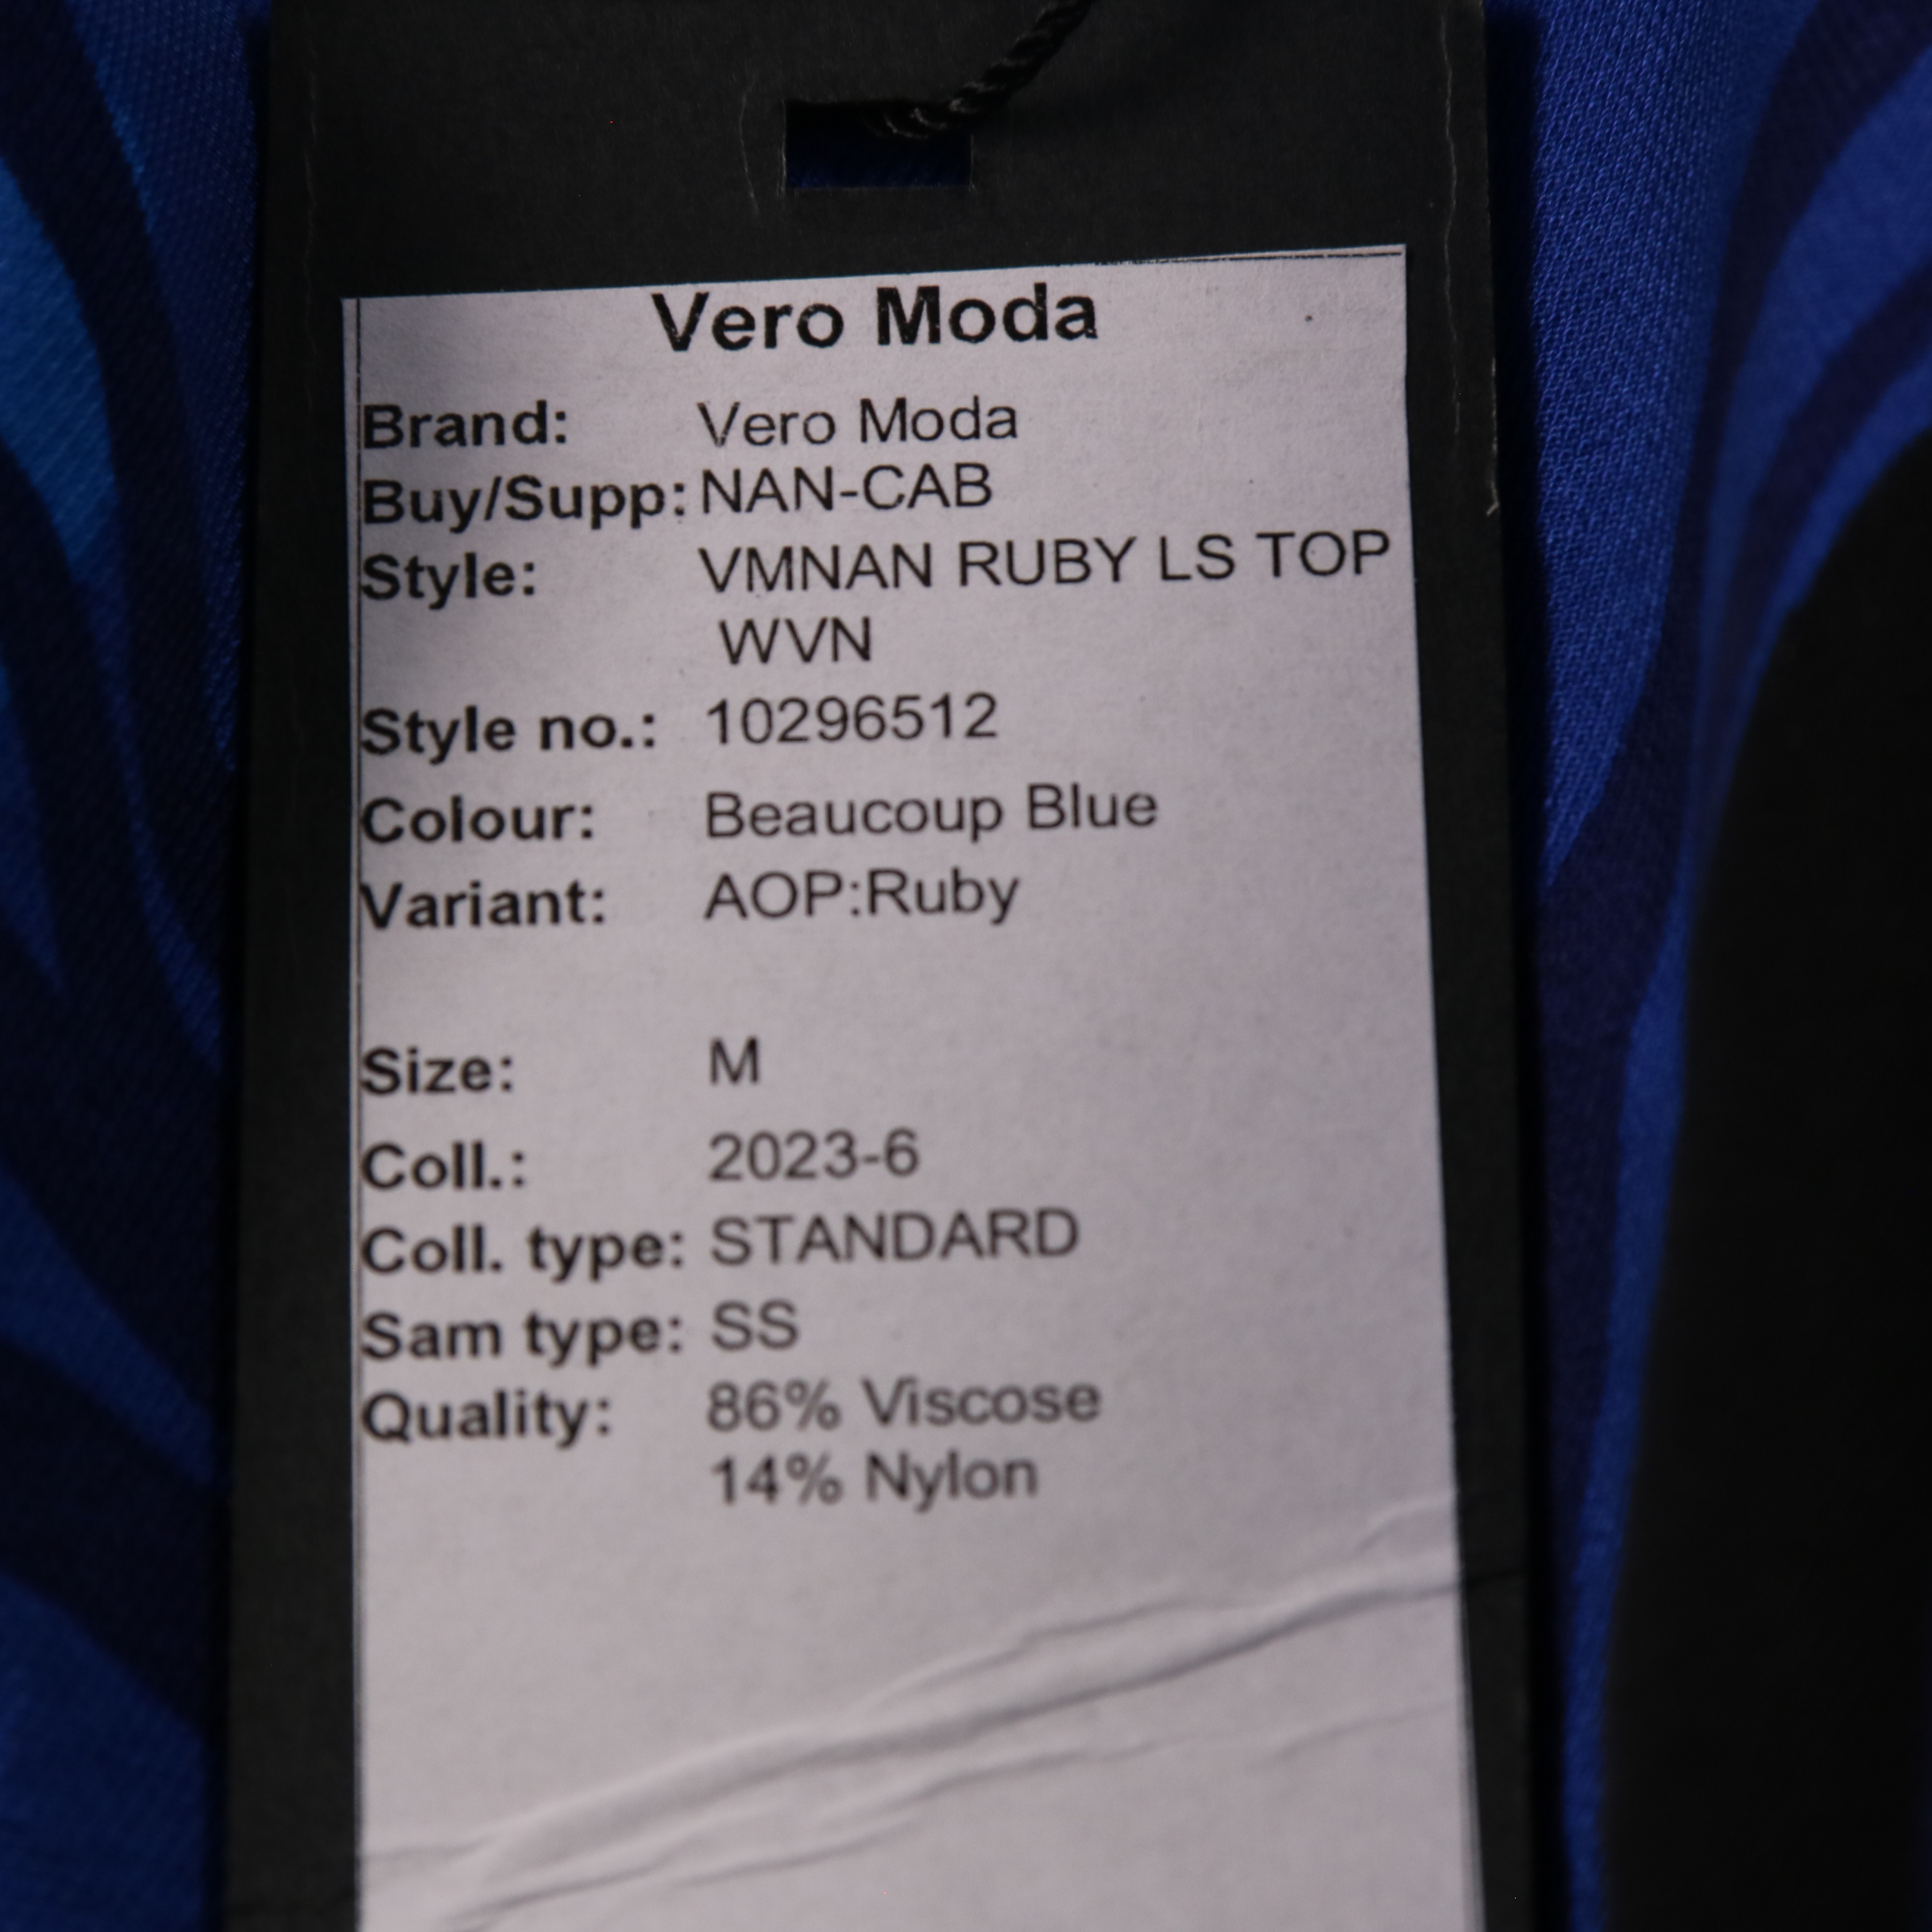 Vero Moda
Brand: Vero Moda
Buy/Supp: NAN-CAB
Style: VMNAN RUBY LS TOP
WVN
Style no.: 10296512
Colour: Beaucoup Blue
Variant: AOP:Ruby
Size: M
Coll.: 2023-6
Coll. type: STANDARD
Sam type: SS
Quality: 86% Viscose
14% Nylon